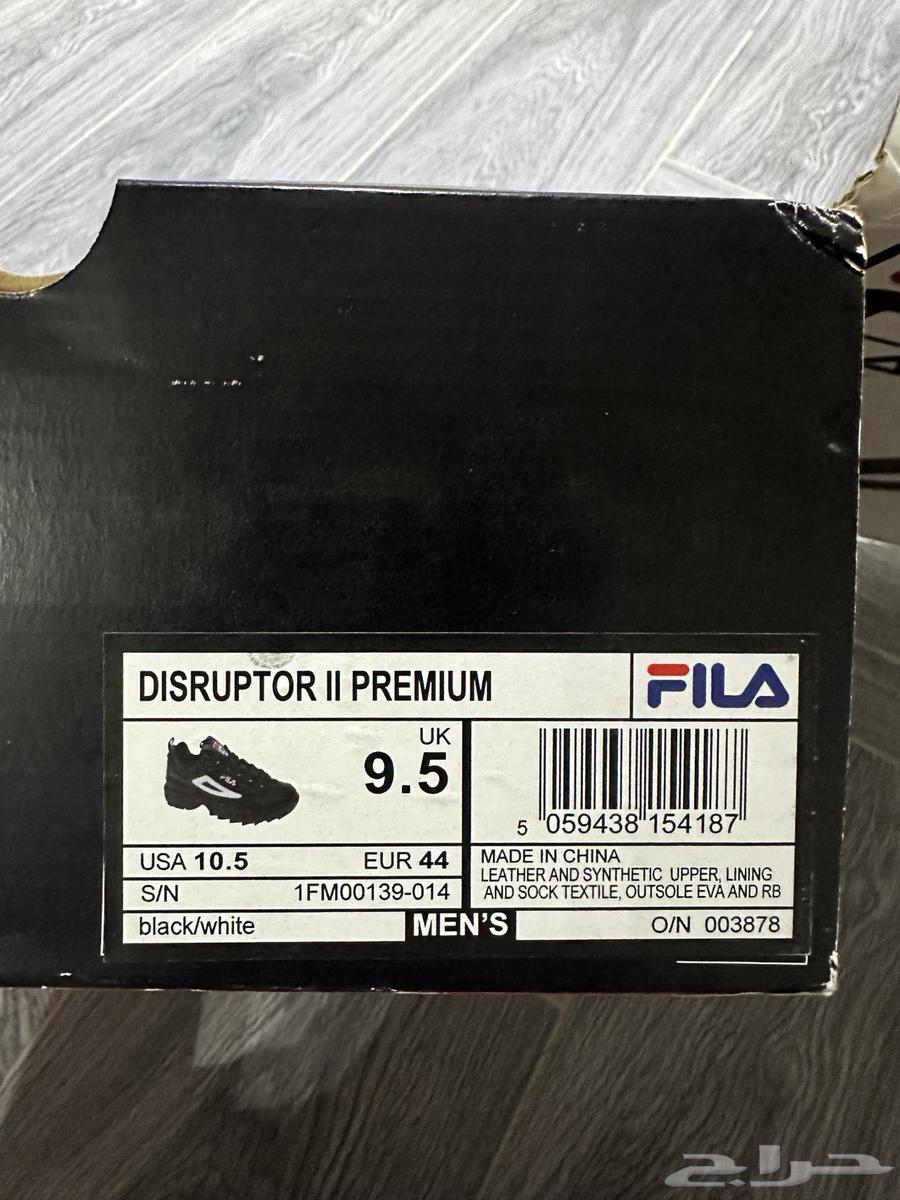 DISRUPTOR II PREMIUM
FILA
UK
9.5
FILA
5 059438 154187
USA 10.5 EUR 44
S/N 1FM00139-014
black/white
MADE IN CHINA
LEATHER AND SYNTHETIC UPPER, LINING
AND SOCK TEXTILE, OUTSOLE EVA AND RB
MEN'S
O/N 003878
حراج